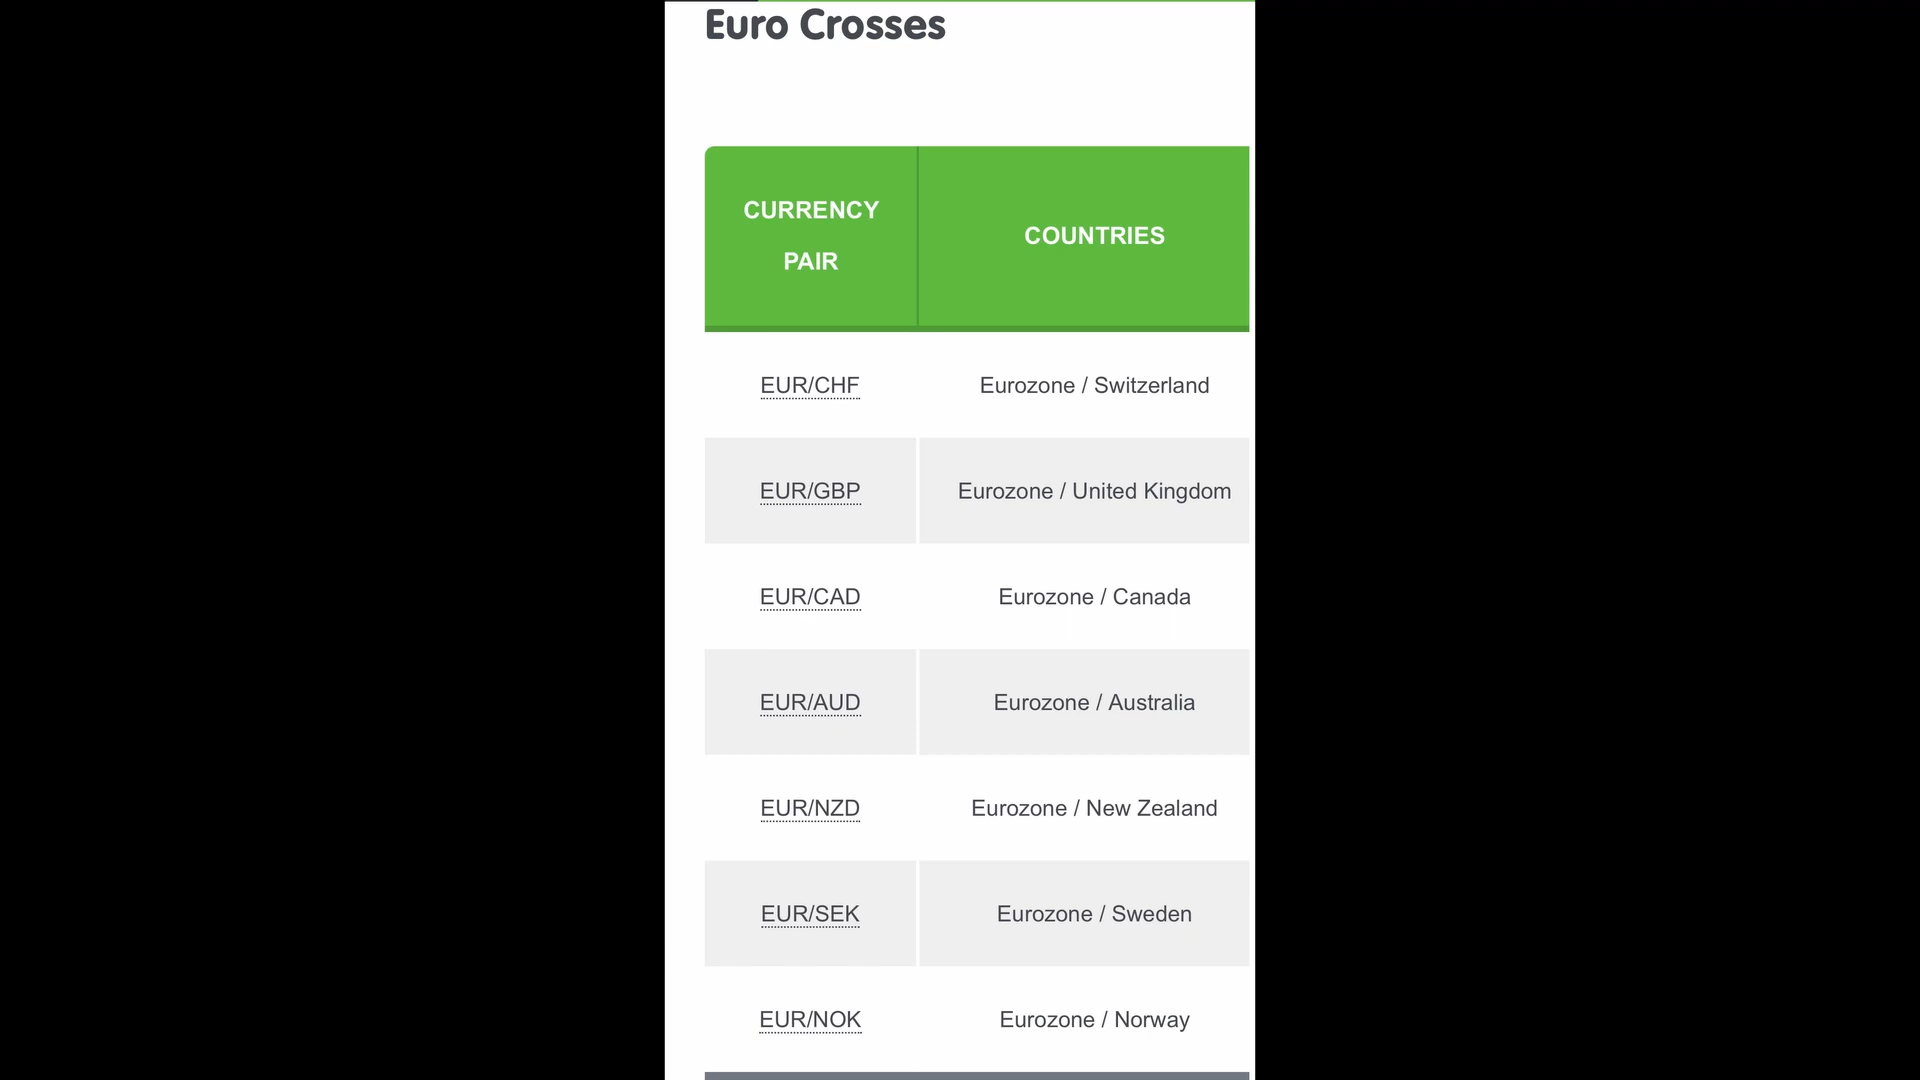 Euro Crosses
CURRENCY
PAIR
COUNTRIES
EUR/CHF Eurozone / Switzerland
EUR/GBP Eurozone / United Kingdom
EUR/CAD Eurozone / Canada
EUR/AUD Eurozone / Australia
EUR/NZD Eurozone / New Zealand
EUR/SEK Eurozone / Sweden
EUR/NOK Eurozone / Norway